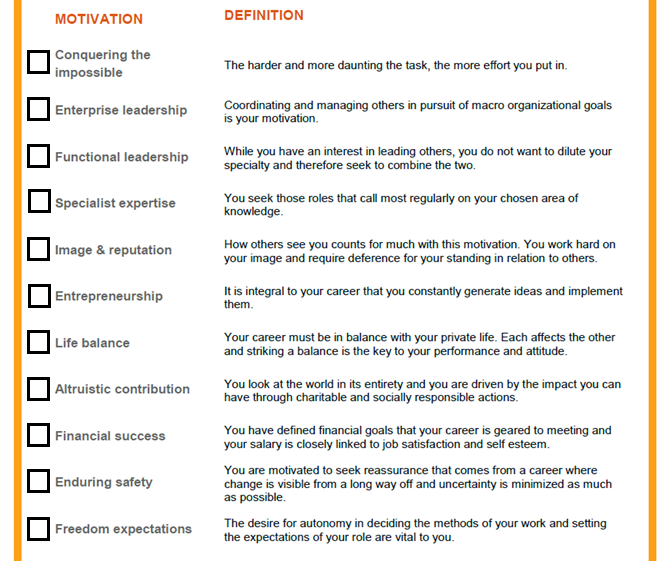 MOTIVATION DEFINITION
Conquering the
impossible
The harder and more daunting the task, the more effort you put in.
Enterprise leadership
Coordinating and managing others in pursuit of macro organizational goals
is your motivation.
Functional leadership
While you have an interest in leading others, you do not want to dilute your
specialty and therefore seek to combine the two.
Specialist expertise
You seek those roles that call most regularly on your chosen area of
knowledge.
Image & reputation
How others see you counts for much with this motivation. You work hard on
your image and require deference for your standing in relation to others.
Entrepreneurship
It is integral to your career that you constantly generate ideas and implement
them.
Life balance
Your career must be in balance with your private life. Each affects the other
and striking a balance is the key to your performance and attitude.
Altruistic contribution
You look at the world in its entirety and you are driven by the impact you can
have through charitable and socially responsible actions.
Financial success
You have defined financial goals that your career is geared to meeting and
your salary is closely linked to job satisfaction and self esteem.
Enduring safety
You are motivated to seek reassurance that comes from a career where
change is visible from a long way off and uncertainty is minimized as much
as possible.
Freedom expectations
The desire for autonomy in deciding the methods of your work and setting
the expectations of your role are vital to you.